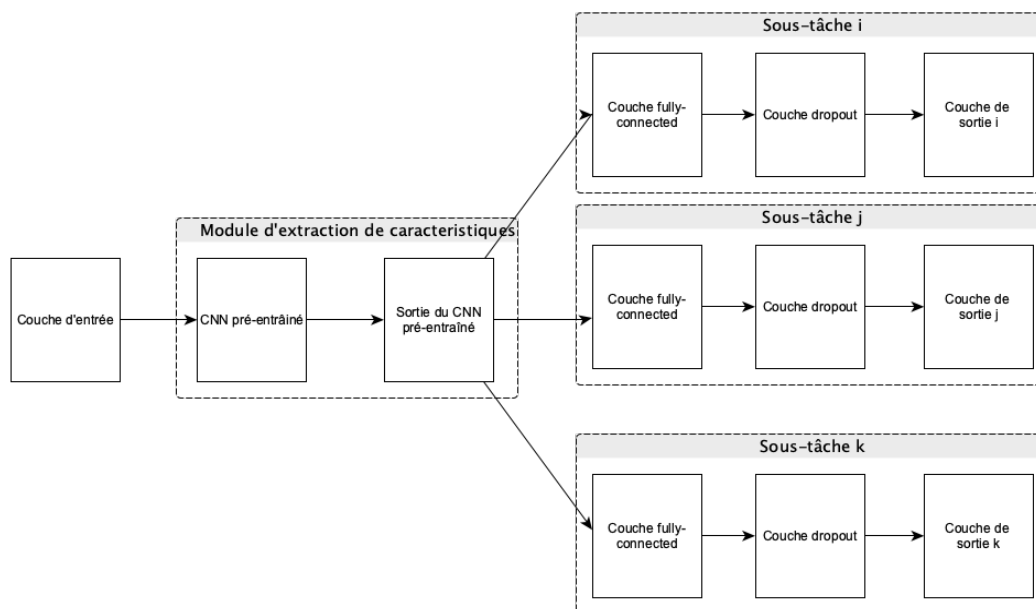 Sous-tâche i
Couche fully-
connected
Couche dropout
Couche de
sortie i
Sous-tâche j
Module d'extraction de caracteristiques
Couche d'entrée
CNN pré-entrâiné
Sortie du CNN
pré-entraîné
Couche fully-
connected
Couche dropout
Couche de
sortie j
Sous-tâche k
Couche fully-
connected
Couche dropout
Couche de
sortie k